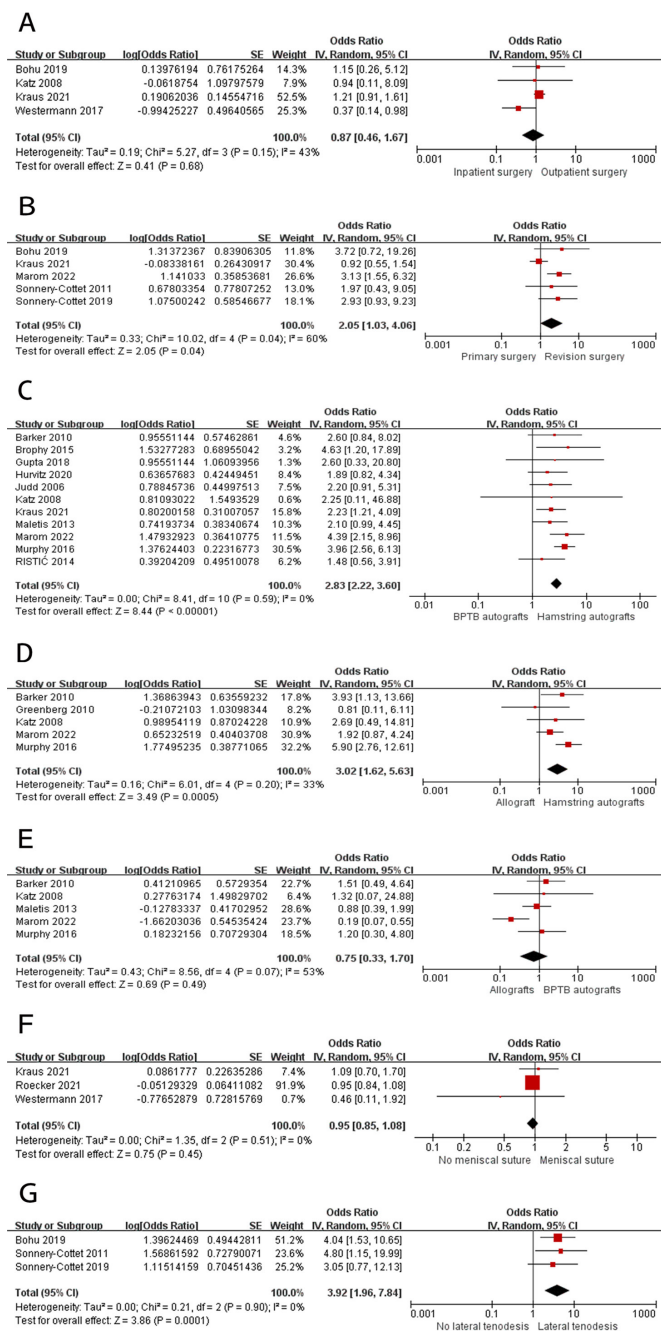 A
Odds Ratio Odds Ratio
Study or Subgroup log[Odds Ratio] SE Weight IV, Random, 95% CI IV, Random, 95% CI
Bohu 2019 0.13976194 0.76175264 14.3% 1.15 [0.26, 5.12]
Katz 2008 -0.0618754 1.09797579 7.9% 0.94 [0.11, 8.09]
Kraus 2021 0.19062036 0.14554716 52.5% 1.21 [0.91, 1.61]
Westermann 2017 -0.99425227 0.49640565 25.3% 0.37 [0.14, 0.98]
Total (95% CI) 100.0% 0.87 [0.46, 1.67]
Heterogeneity: Tau² = 0.19; Chi² = 5.27, df = 3 (P = 0.15); I² = 43%
Test for overall effect: Z = 0.41 (P = 0.68)
0.001 0.1 1 10 1000
Inpatient surgery Outpatient surgery
B
Odds Ratio Odds Ratio
Study or Subgroup log[Odds Ratio] SE Weight IV, Random, 95% CI IV, Random, 95% CI
Bohu 2019 1.31372367 0.83906305 11.8% 3.72 [0.72, 19.26]
Kraus 2021 -0.08338161 0.26430917 30.4% 0.92 [0.55, 1.54]
Marom 2022 1.141033 0.35853681 26.6% 3.13 [1.55, 6.32]
Sonnery-Cottet 2011 0.67803354 0.77807252 13.0% 1.97 [0.43, 9.05]
Sonnery-Cottet 2019 1.07500242 0.58546677 18.1% 2.93 [0.93, 9.23]
Total (95% CI) 100.0% 2.05 [1.03, 4.06]
Heterogeneity: Tau² = 0.33; Chi² = 10.02, df = 4 (P = 0.04); I² = 60%
Test for overall effect: Z = 2.05 (P = 0.04)
0.001 0.1 1 10 1000
Primary surgery Revision surgery
C
Odds Ratio Odds Ratio
Study or Subgroup log[Odds Ratio] SE Weight IV, Random, 95% CI IV, Random, 95% CI
Barker 2010 0.95551144 0.57462861 4.6% 2.60 [0.84, 8.02]
Brophy 2015 1.53277283 0.68955042 3.2% 4.63 [1.20, 17.89]
Gupta 2018 0.95551144 1.06093956 1.3% 2.60 [0.33, 20.80]
Hurvitz 2020 0.63657683 0.42449451 8.4% 1.89 [0.82, 4.34]
Judd 2006 0.78845736 0.44997513 7.5% 2.20 [0.91, 5.31]
Katz 2008 0.81093022 1.5493529 0.6% 2.25 [0.11, 46.88]
Kraus 2021 0.80200158 0.31007057 15.8% 2.23 [1.21, 4.09]
Maletis 2013 0.74193734 0.38340674 10.3% 2.10 [0.99, 4.45]
Marom 2022 1.47932923 0.36410775 11.5% 4.39 [2.15, 8.96]
Murphy 2016 1.37624403 0.22316773 30.5% 3.96 [2.56, 6.13]
RISTIĆ 2014 0.39204209 0.49510078 6.2% 1.48 [0.56, 3.91]
Total (95% CI) 100.0% 2.83 [2.22, 3.60]
Heterogeneity: Tau² = 0.00; Chi² = 8.41, df = 10 (P = 0.59); I² = 0%
Test for overall effect: Z = 8.44 (P < 0.00001)
0.01 0.1 1 10 100
BPTB autografts Hamstring autografts
D
Odds Ratio Odds Ratio
Study or Subgroup log[Odds Ratio] SE Weight IV, Random, 95% CI IV, Random, 95% CI
Barker 2010 1.36863943 0.63559232 17.8% 3.93 [1.13, 13.66]
Greenberg 2010 -0.21072103 1.03098344 8.2% 0.81 [0.11, 6.11]
Katz 2008 0.98954119 0.87024228 10.9% 2.69 [0.49, 14.81]
Marom 2022 0.65232519 0.40403708 30.9% 1.92 [0.87, 4.24]
Murphy 2016 1.77495235 0.38771065 32.2% 5.90 [2.76, 12.61]
Total (95% CI) 100.0% 3.02 [1.62, 5.63]
Heterogeneity: Tau² = 0.16; Chi² = 6.01, df = 4 (P = 0.20); I² = 33%
Test for overall effect: Z = 3.49 (P = 0.0005)
0.001 0.1 1 10 1000
Allograft Hamstring autografts
E
Odds Ratio Odds Ratio
Study or Subgroup log[Odds Ratio] SE Weight IV, Random, 95% CI IV, Random, 95% CI
Barker 2010 0.41210965 0.5729354 22.7% 1.51 [0.49, 4.64]
Katz 2008 0.27763174 1.49829702 6.4% 1.32 [0.07, 24.88]
Maletis 2013 -0.12783337 0.41702952 28.6% 0.88 [0.39, 1.99]
Marom 2022 -1.66203036 0.54535424 23.7% 0.19 [0.07, 0.55]
Murphy 2016 0.18232156 0.70729304 18.5% 1.20 [0.30, 4.80]
Total (95% CI) 100.0% 0.75 [0.33, 1.70]
Heterogeneity: Tau² = 0.43; Chi² = 8.56, df = 4 (P = 0.07); I² = 53%
Test for overall effect: Z = 0.69 (P = 0.49)
0.001 0.1 1 10 1000
Allografts BPTB autografts
F
Odds Ratio Odds Ratio
Study or Subgroup log[Odds Ratio] SE Weight IV, Random, 95% CI IV, Random, 95% CI
Kraus 2021 0.0861777 0.22635286 7.4% 1.09 [0.70, 1.70]
Roecker 2021 -0.05129329 0.06411082 91.9% 0.95 [0.84, 1.08]
Westermann 2017 -0.77652879 0.72815769 0.7% 0.46 [0.11, 1.92]
Total (95% CI) 100.0% 0.95 [0.85, 1.08]
Heterogeneity: Tau² = 0.00; Chi² = 1.35, df = 2 (P = 0.51); I² = 0%
Test for overall effect: Z = 0.75 (P = 0.45)
0.1 0.2 0.5 1 2 5 10
No meniscal suture Meniscal suture
G
Odds Ratio Odds Ratio
Study or Subgroup log[Odds Ratio] SE Weight IV, Random, 95% CI IV, Random, 95% CI
Bohu 2019 1.39624469 0.49442811 51.2% 4.04 [1.53, 10.65]
Sonnery-Cottet 2011 1.56861592 0.72790071 23.6% 4.80 [1.15, 19.99]
Sonnery-Cottet 2019 1.11514159 0.70451436 25.2% 3.05 [0.77, 12.13]
Total (95% CI) 100.0% 3.92 [1.96, 7.84]
Heterogeneity: Tau² = 0.00; Chi² = 0.21, df = 2 (P = 0.90); I² = 0%
Test for overall effect: Z = 3.86 (P = 0.0001)
0.001 0.1 1 10 1000
No lateral tenodesis Lateral tenodesis